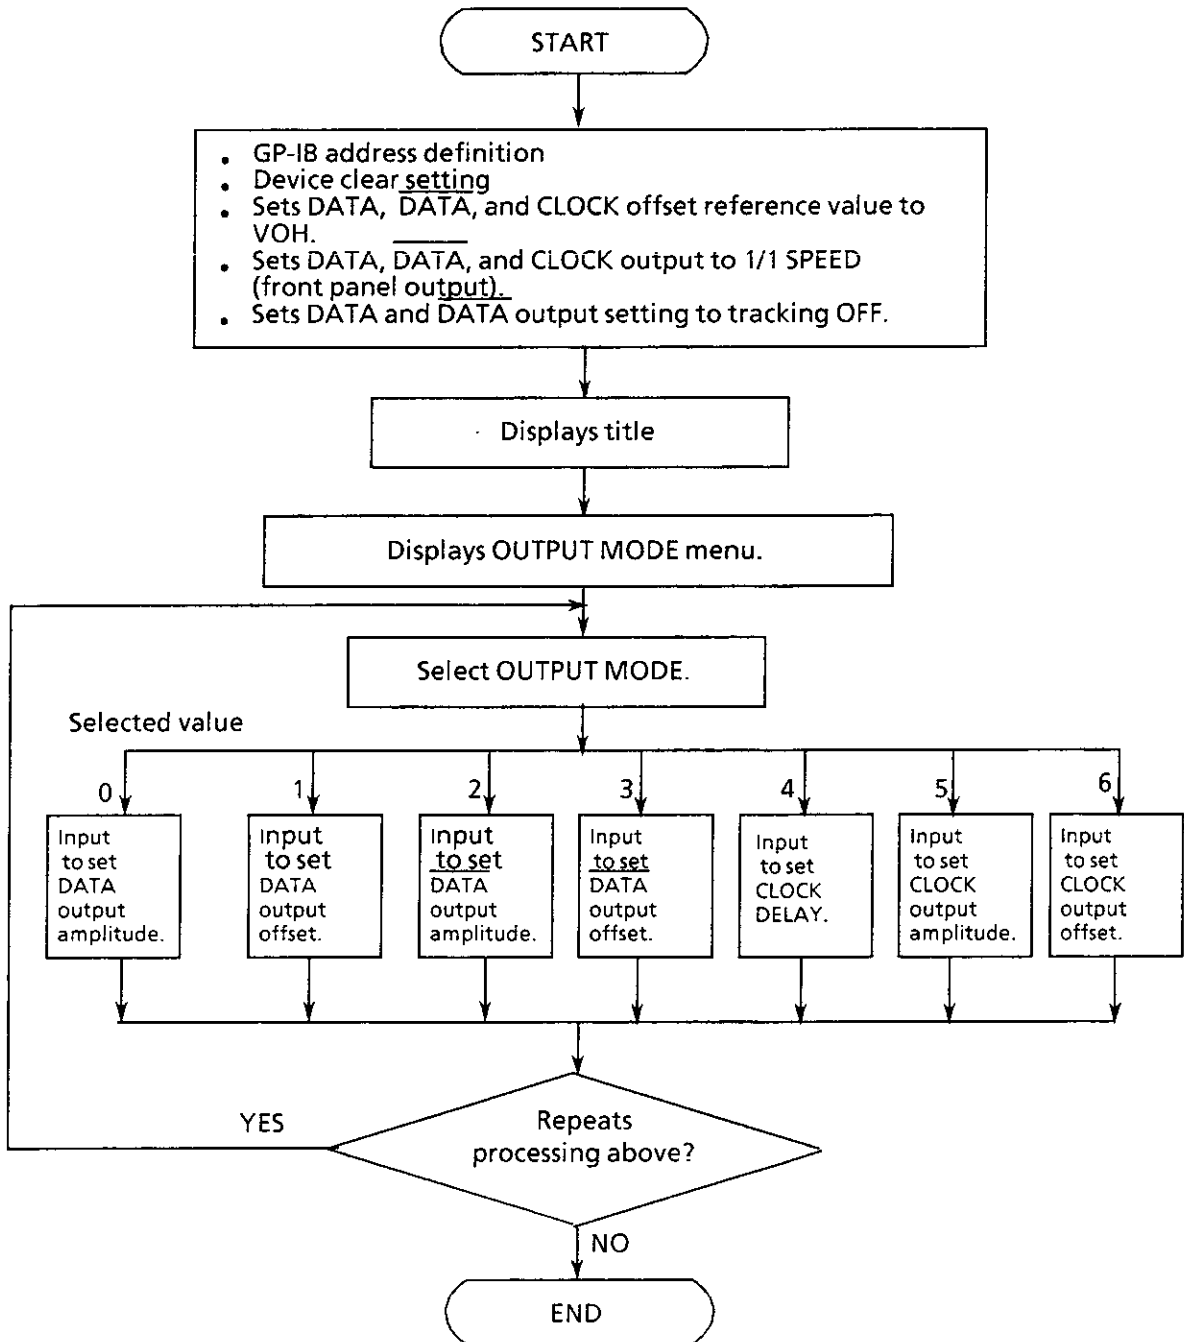 START
• GP-IB address definition
• Device clear setting
• Sets DATA, D̅A̅T̅A̅, and CLOCK offset reference value to
VOH.
• Sets DATA, D̅A̅T̅A̅, and CLOCK output to 1/1 SPEED
(front panel output).
• Sets DATA and D̅A̅T̅A̅ output setting to tracking OFF.
Displays title
Displays OUTPUT MODE menu.
Select OUTPUT MODE.
Selected value
0
Input
to set
DATA
output
amplitude.
1
Input
to set
DATA
output
offset.
2
Input
to set
D̅A̅T̅A̅
output
amplitude.
3
Input
to set
D̅A̅T̅A̅
output
offset.
4
Input
to set
CLOCK
DELAY.
5
Input
to set
CLOCK
output
amplitude.
6
Input
to set
CLOCK
output
offset.
Repeats
processing above?
YES
NO
END